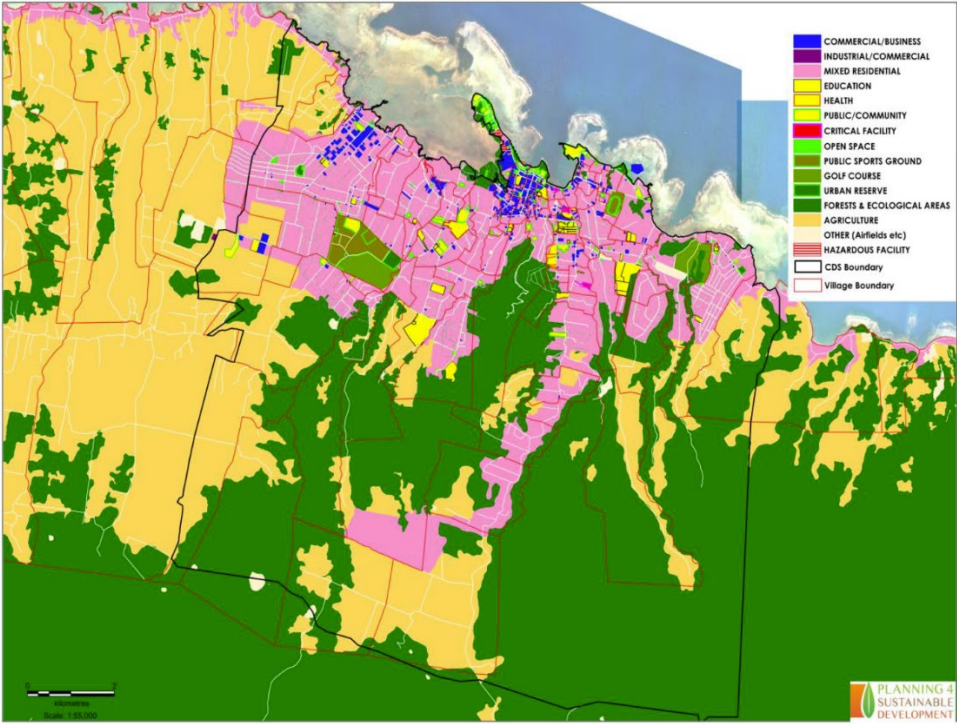 COMMERCIAL/BUSINESS
INDUSTRIAL/COMMERCIAL
MIXED RESIDENTIAL
EDUCATION
HEALTH
PUBLIC/COMMUNITY
CRITICAL FACILITY
OPEN SPACE
PUBLIC SPORTS GROUND
GOLF COURSE
URBAN RESERVE
FORESTS & ECOLOGICAL AREAS
AGRICULTURE
OTHER (Airfields etc)
HAZARDOUS FACILITY
CDS Boundary
Village Boundary
0 2
kilometres
Scale: 1:55,000
PLANNING 4
SUSTAINABLE
DEVELOPMENT